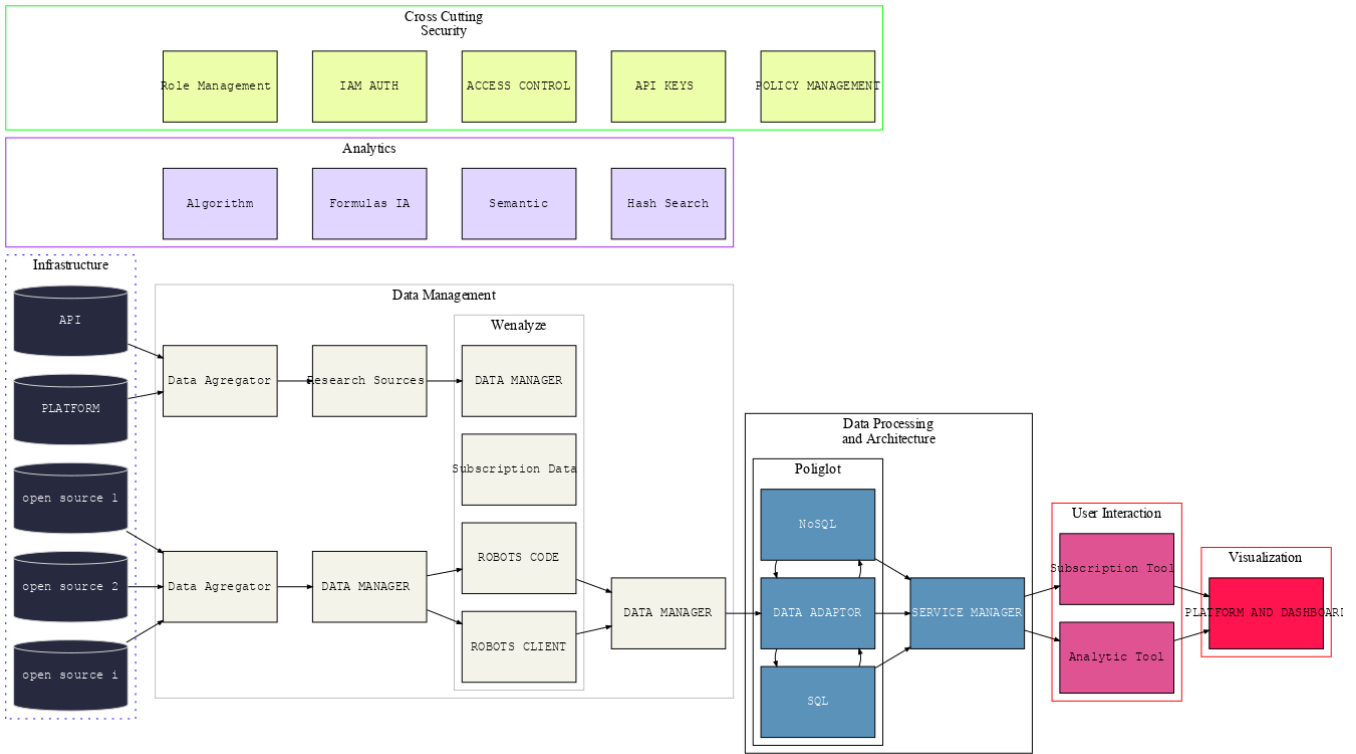 Cross Cutting
Security
Role Management
IAM AUTH
ACCESS CONTROL
API KEYS
POLICY MANAGEMENT
Analytics
Algorithm
Formulas IA
Semantic
Hash Search
Infrastructure
API
PLATFORM
open source 1
open source 2
open source i
Data Management
Data Agregator
Research Sources
Wenalyze
DATA MANAGER
Subscription Data
Data Agregator
DATA MANAGER
ROBOTS CODE
ROBOTS CLIENT
DATA MANAGER
Data Processing
and Architecture
Poliglot
NoSQL
DATA ADAPTOR
SQL
SERVICE MANAGER
User Interaction
Subscription Tool
Analytic Tool
Visualization
PLATFORM AND DASHBOARD